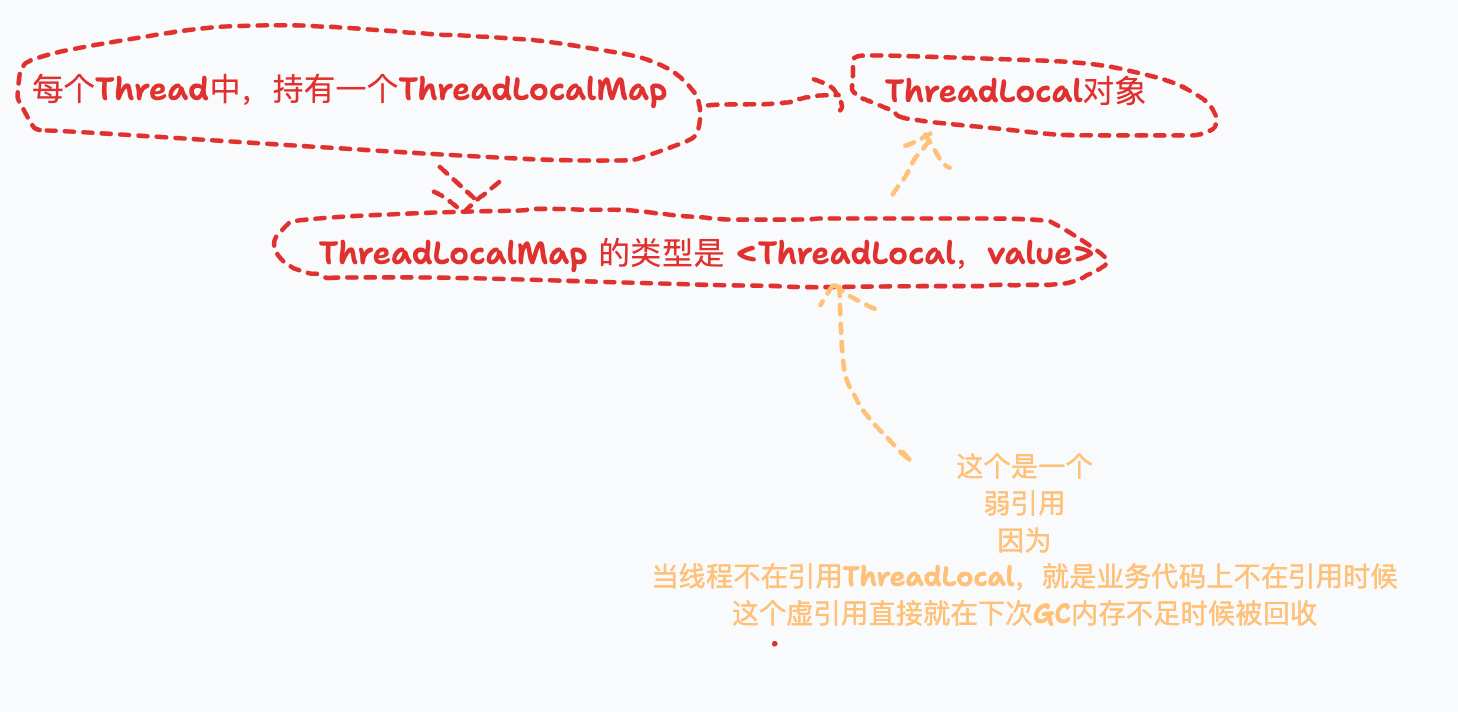 每个Thread中，持有一个ThreadLocalMap
ThreadLocal对象
ThreadLocalMap 的类型是 <ThreadLocal，value>
这个是一个
弱引用
因为
当线程不在引用ThreadLocal，就是业务代码上不在引用时候
这个虚引用直接就在下次GC内存不足时候被回收